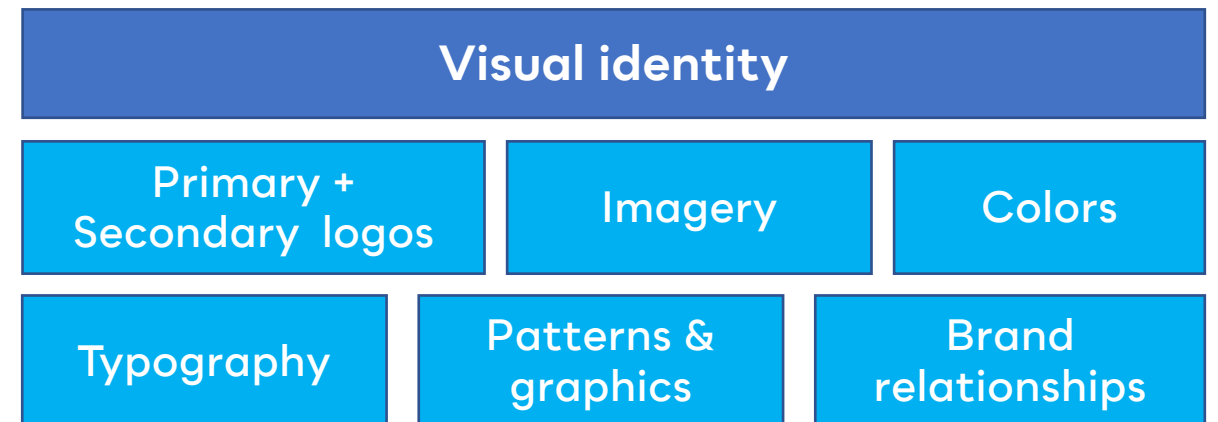 Visual identity
Primary +
Secondary logos
Imagery
Colors
Typography
Patterns &
graphics
Brand
relationships